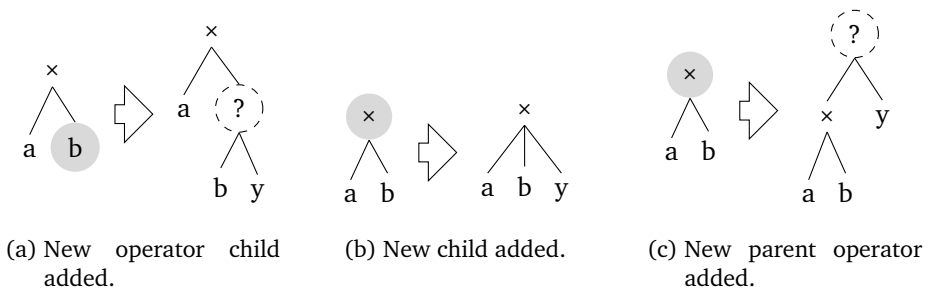 ×
a b
×
a ?
b y
×
a b
×
a b y
×
a b
?
× y
a b
(a) New operator child
added.
(b) New child added.
(c) New parent operator
added.